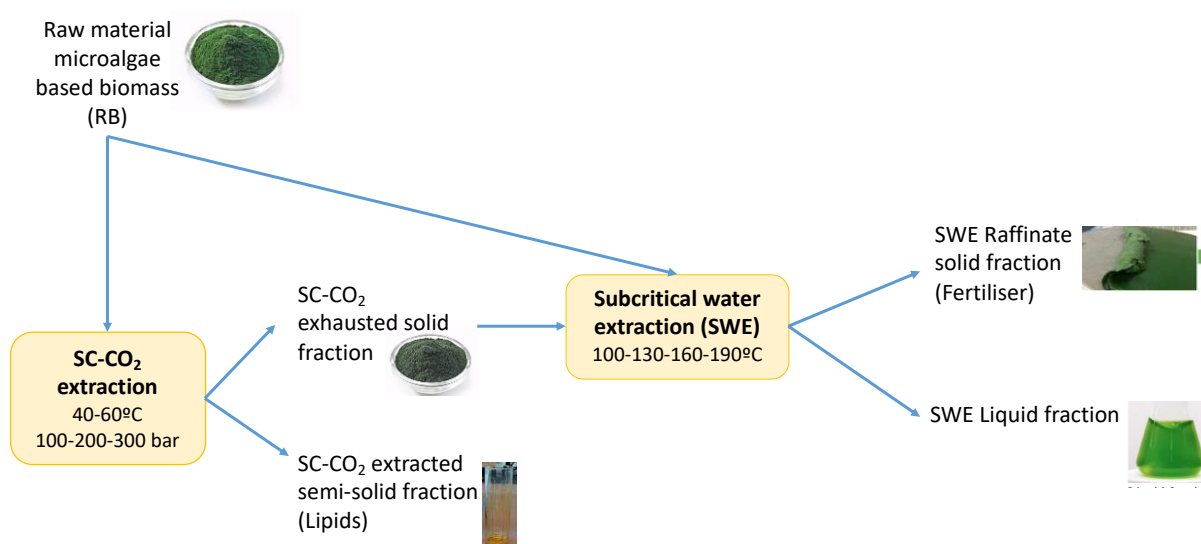 Raw material
microalgae
based biomass
(RB)
SC-CO₂
extraction
40-60ºC
100-200-300 bar
SC-CO₂
exhausted solid
fraction
SC-CO₂ extracted
semi-solid fraction
(Lipids)
Subcritical water
extraction (SWE)
100-130-160-190ºC
SWE Raffinate
solid fraction
(Fertiliser)
SWE Liquid fraction